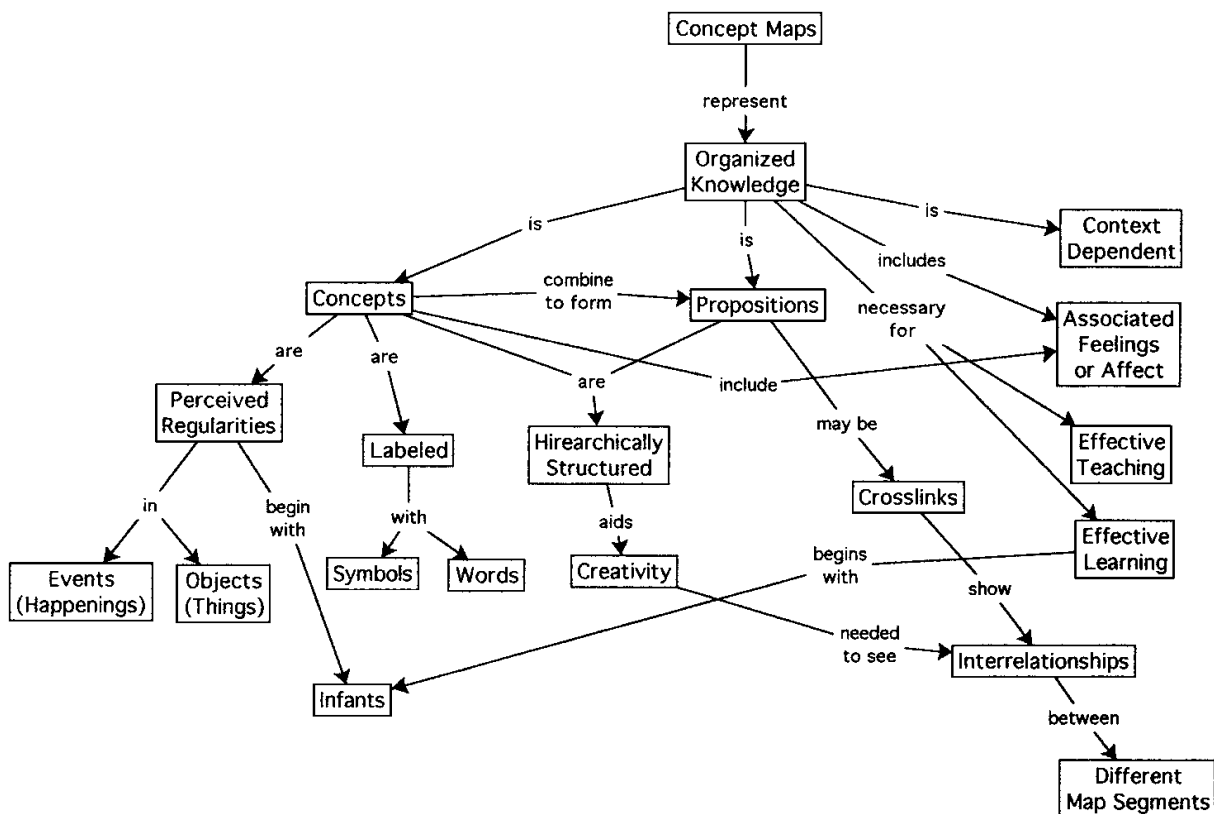 Concept Maps
represent
Organized
Knowledge
is
is
is
Context
Dependent
includes
combine
to form
Concepts
Propositions
necessary
for
Associated
Feelings
or Affect
are
are
are
include
Perceived
Regularities
Labeled
Hirearchically
Structured
may be
Effective
Teaching
in
begin
with
with
aids
Crosslinks
Effective
Learning
Events
(Happenings)
Objects
(Things)
Symbols
Words
Creativity
begins
with
show
needed
to see
Interrelationships
Infants
between
Different
Map Segments